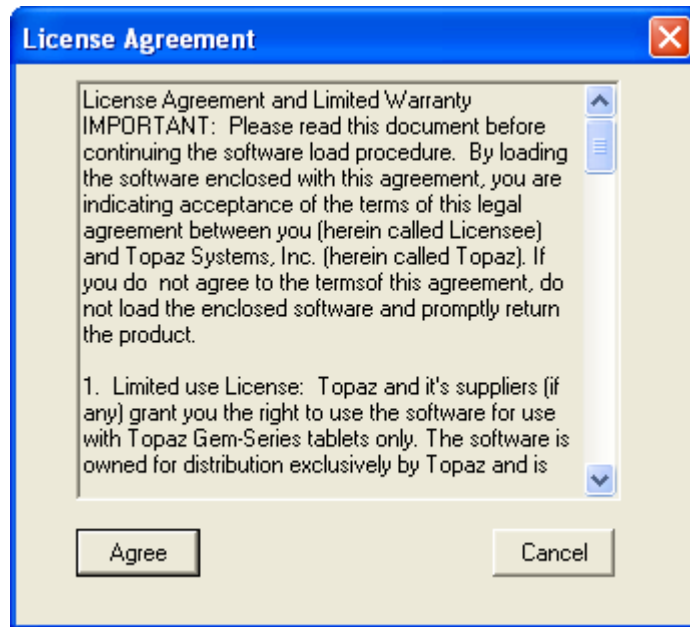 License Agreement
License Agreement and Limited Warranty
IMPORTANT:  Please read this document before
continuing the software load procedure.  By loading
the software enclosed with this agreement, you are
indicating acceptance of the terms of this legal
agreement between you (herein called Licensee)
and Topaz Systems, Inc. (herein called Topaz). If
you do  not agree to the termsof this agreement, do
not load the enclosed software and promptly return
the product.
1.  Limited use License:  Topaz and it's suppliers (if
any) grant you the right to use the software for use
with Topaz Gem-Series tablets only. The software is
owned for distribution exclusively by Topaz and is
Agree
Cancel